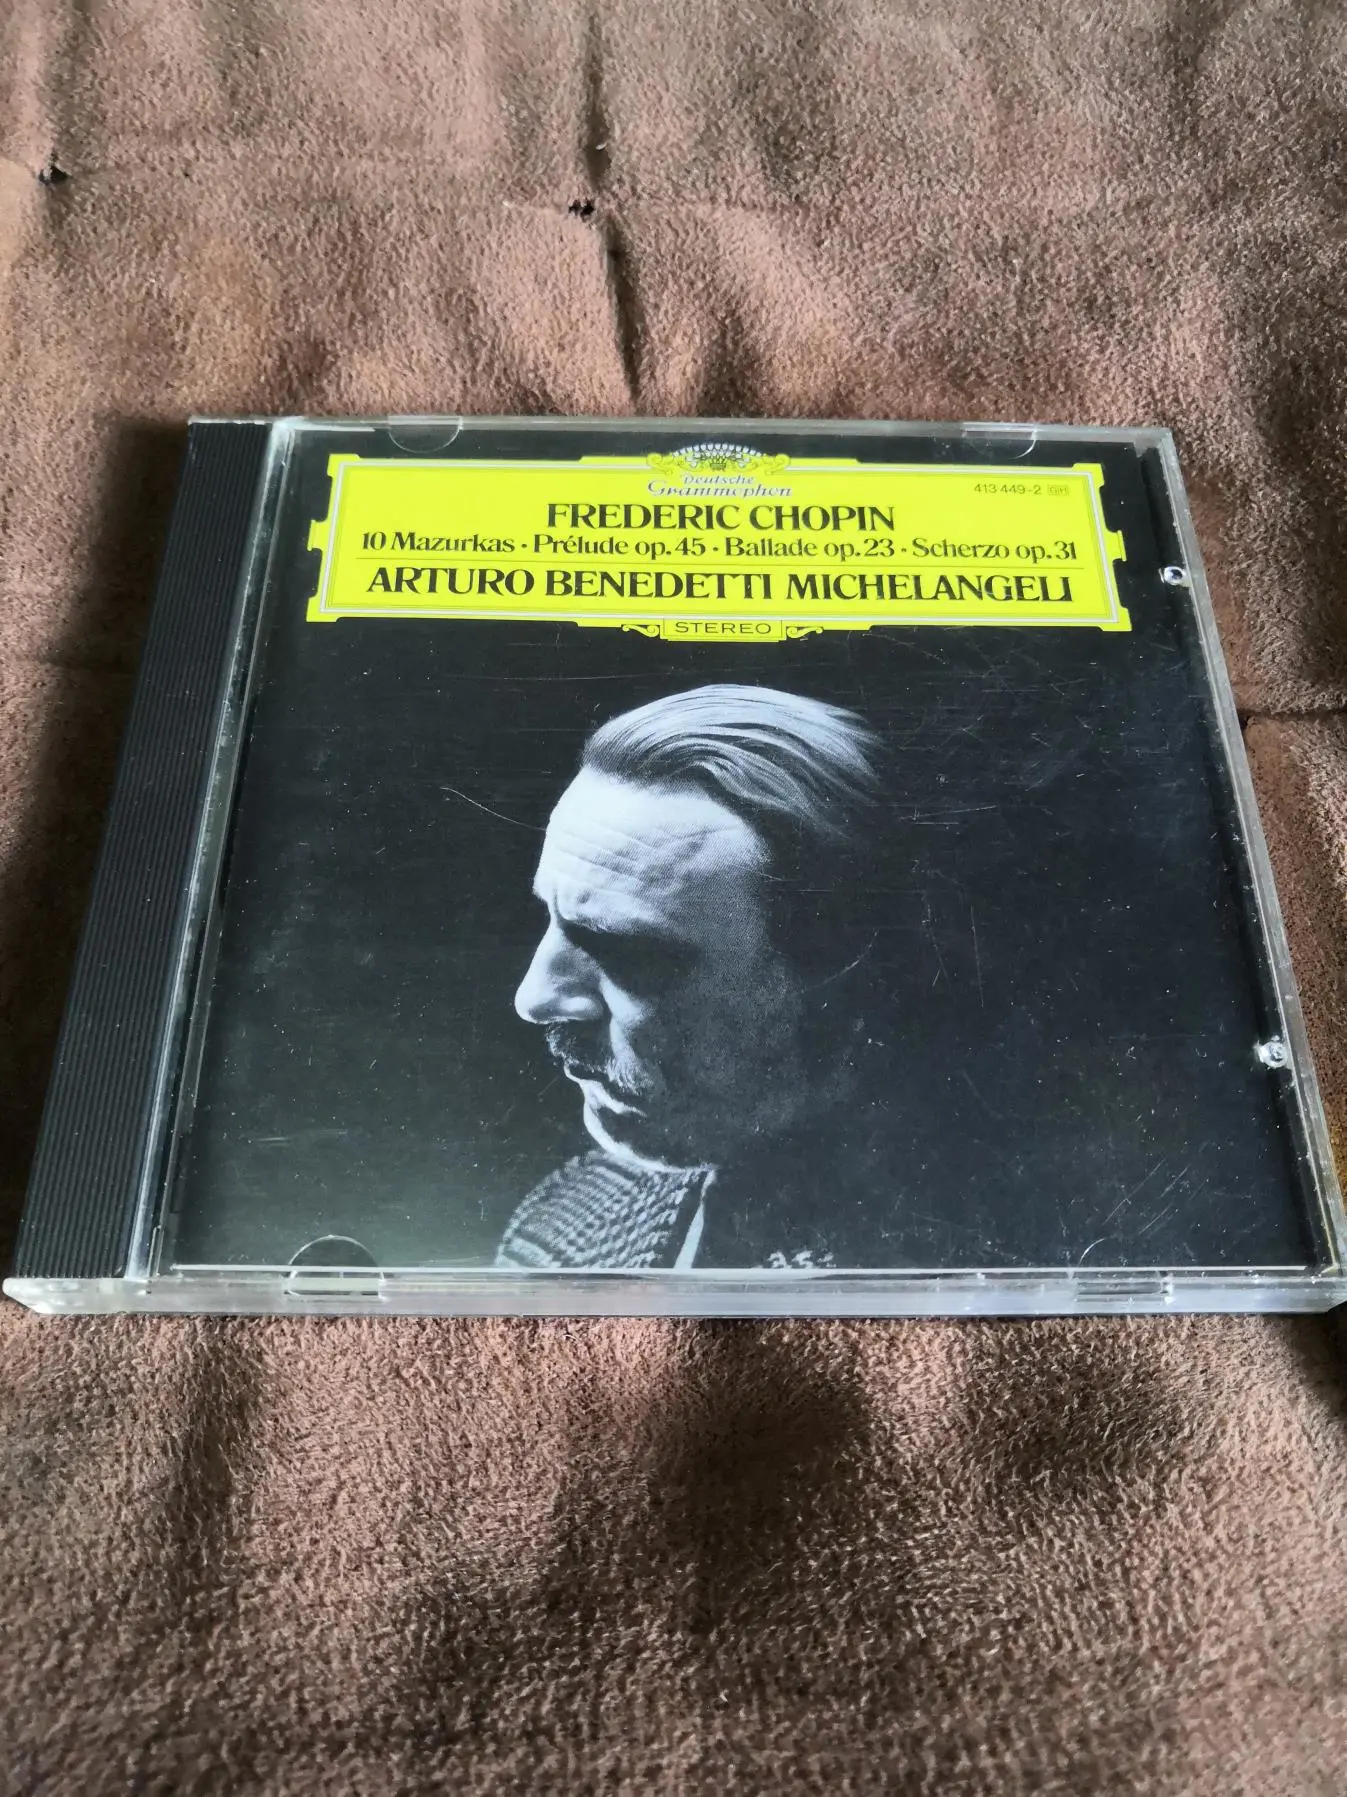 Deutsche
Grammophon
413 449-2 GH
FREDERIC CHOPIN
10 Mazurkas · Prélude op. 45 · Ballade op. 23 · Scherzo op. 31
ARTURO BENEDETTI MICHELANGELI
STEREO